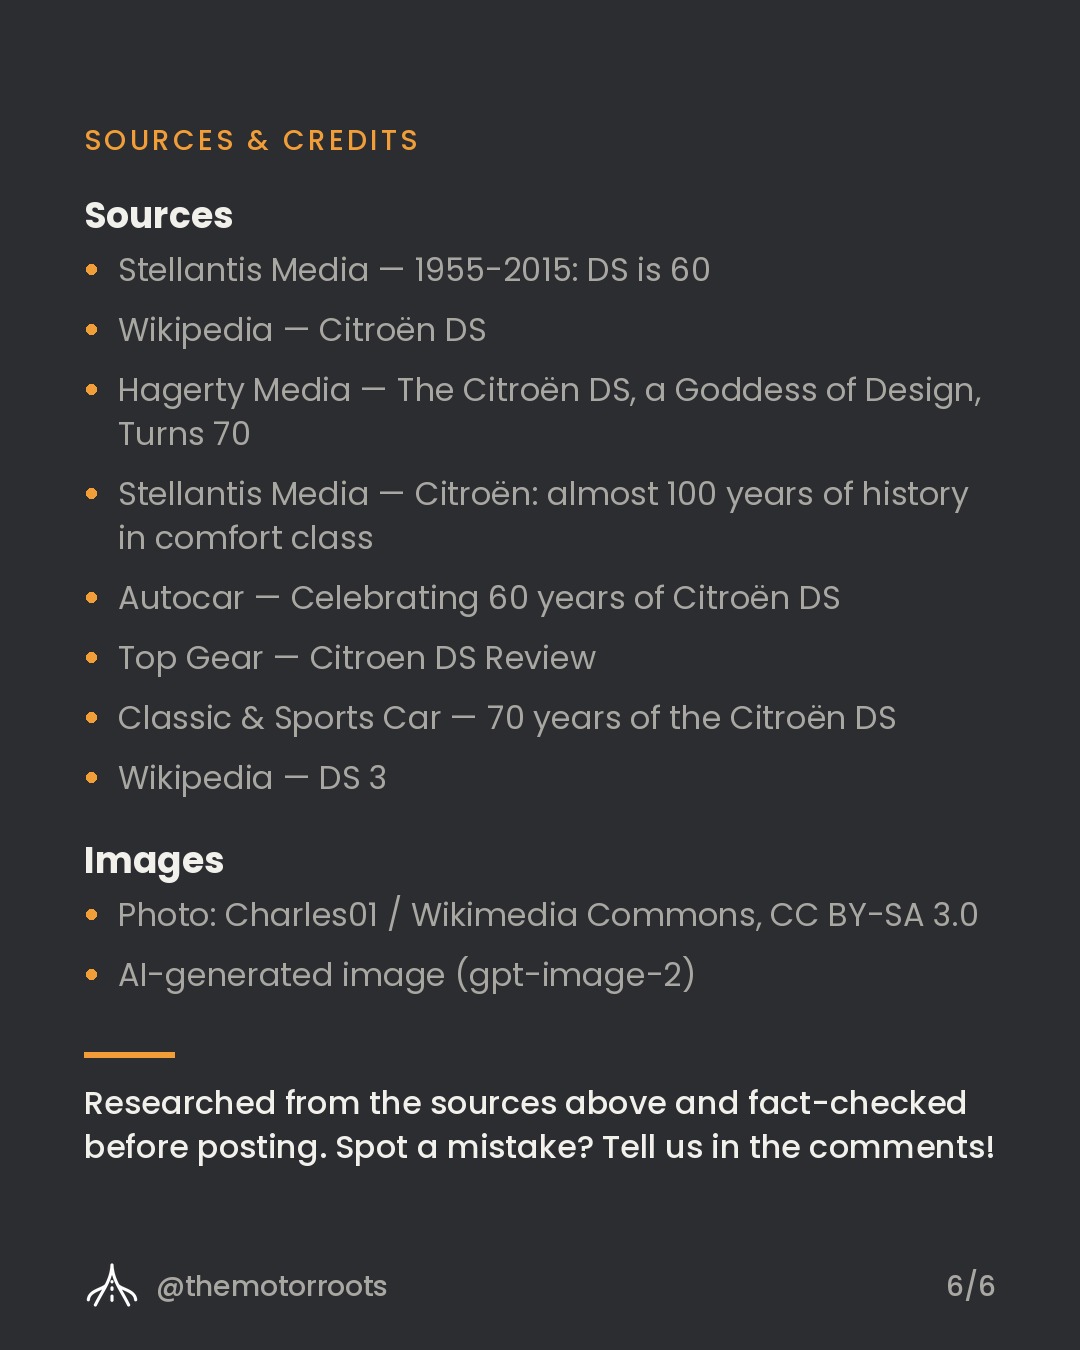 SOURCES & CREDITS
Sources
Stellantis Media — 1955-2015: DS is 60
Wikipedia — Citroën DS
Hagerty Media — The Citroën DS, a Goddess of Design,
Turns 70
Stellantis Media — Citroën: almost 100 years of history
in comfort class
Autocar — Celebrating 60 years of Citroën DS
Top Gear — Citroen DS Review
Classic & Sports Car — 70 years of the Citroën DS
Wikipedia — DS 3
Images
Photo: Charles01 / Wikimedia Commons, CC BY-SA 3.0
AI-generated image (gpt-image-2)
Researched from the sources above and fact-checked
before posting. Spot a mistake? Tell us in the comments!
@themotorroots
6/6